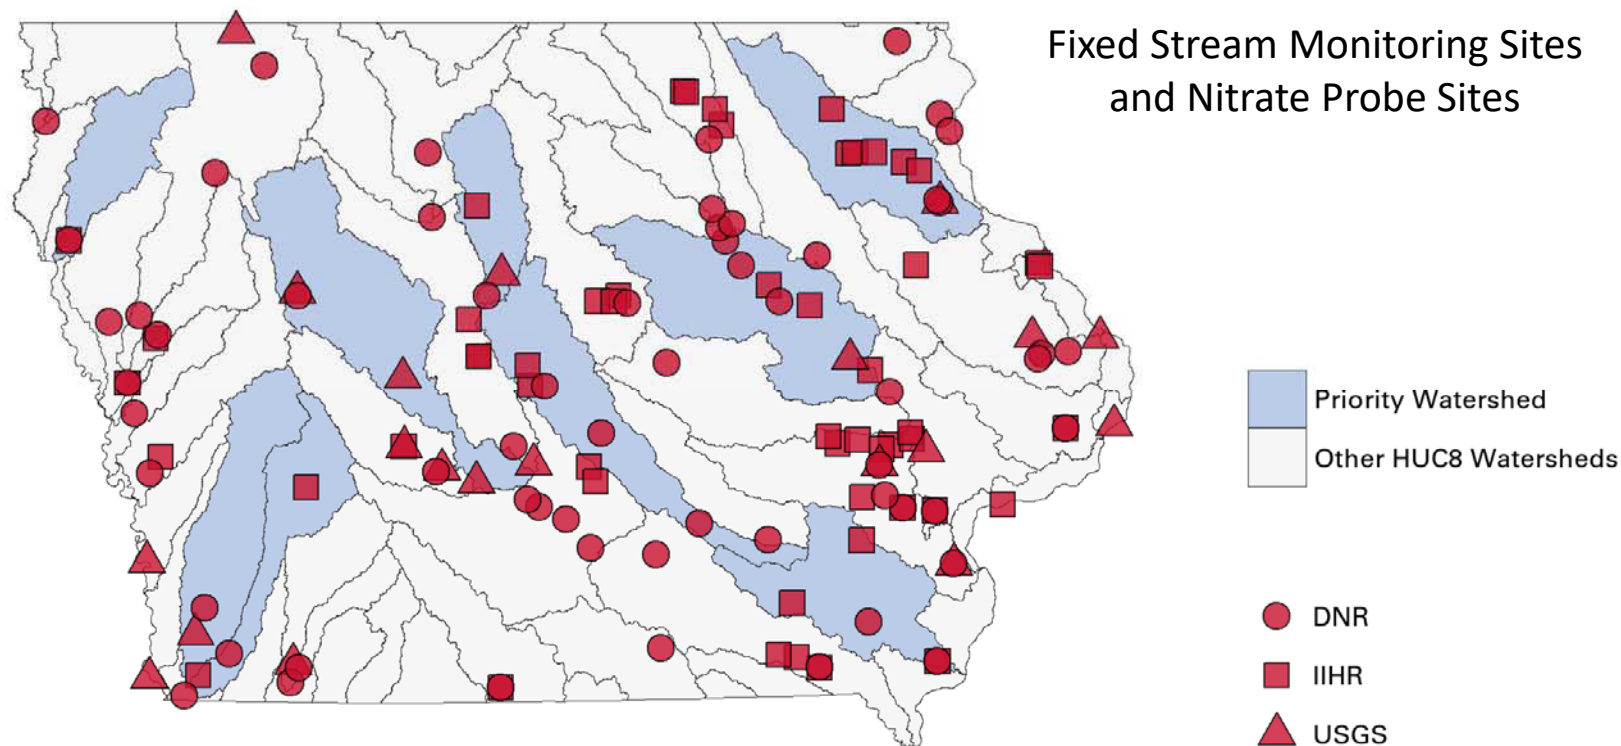 Fixed Stream Monitoring Sites
and Nitrate Probe Sites
Priority Watershed
Other HUC8 Watersheds
DNR
IIHR
USGS